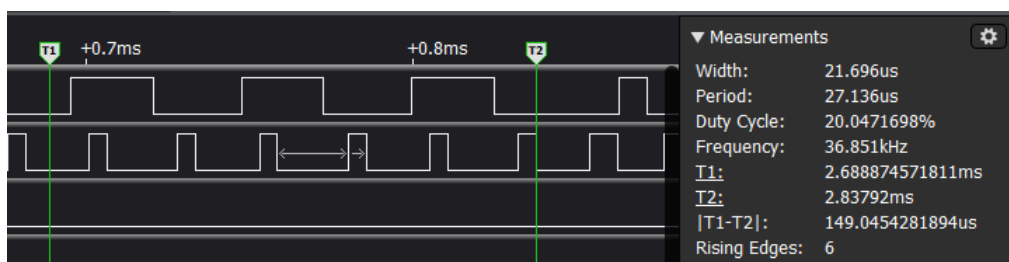 T1 +0.7ms +0.8ms T2
▼ Measurements
Width: 21.696us
Period: 27.136us
Duty Cycle: 20.0471698%
Frequency: 36.851kHz
T1: 2.688874571811ms
T2: 2.83792ms
|T1-T2|: 149.0454281894us
Rising Edges: 6